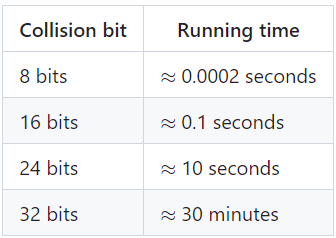 Collision bit Running time
8 bits ≈ 0.0002 seconds
16 bits ≈ 0.1 seconds
24 bits ≈ 10 seconds
32 bits ≈ 30 minutes